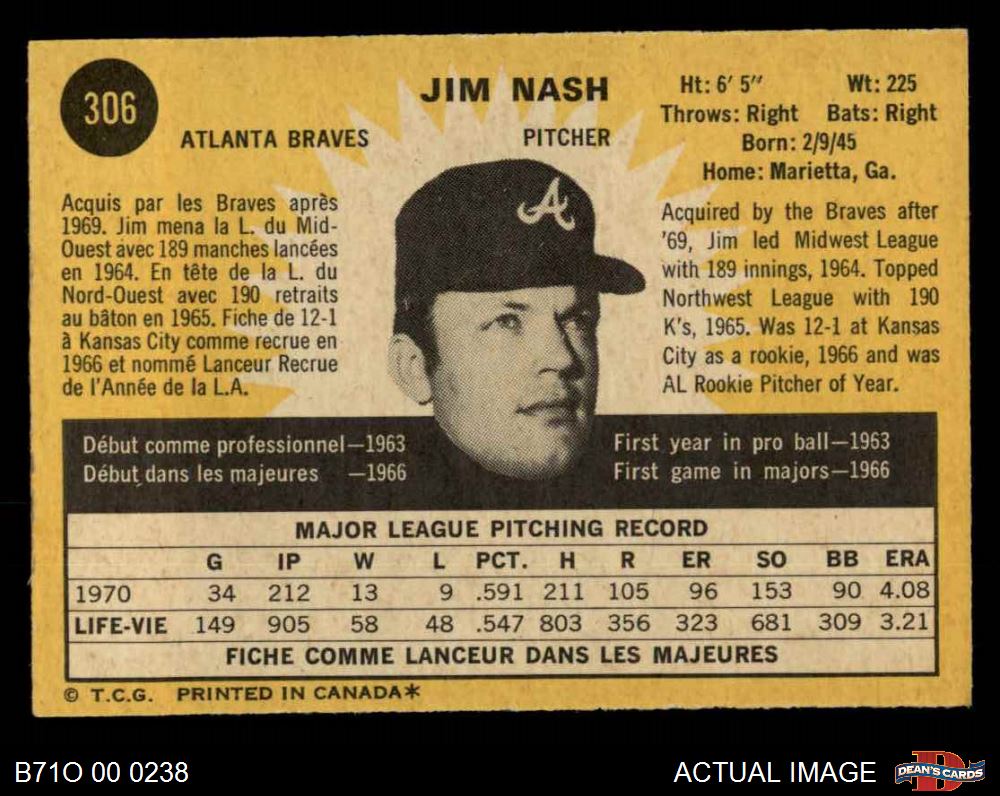 306
JIM NASH
ATLANTA BRAVES PITCHER
Ht: 6' 5" Wt: 225
Throws: Right Bats: Right
Born: 2/9/45
Home: Marietta, Ga.
Acquis par les Braves après
1969. Jim mena la L. du Mid-
Ouest avec 189 manches lancées
en 1964. En tête de la L. du
Nord-Ouest avec 190 retraits
au bâton en 1965. Fiche de 12-1
à Kansas City comme recrue en
1966 et nommé Lanceur Recrue
de l'Année de la L.A.
Acquired by the Braves after
'69, Jim led Midwest League
with 189 innings, 1964. Topped
Northwest League with 190
K's, 1965. Was 12-1 at Kansas
City as a rookie, 1966 and was
AL Rookie Pitcher of Year.
A
Début comme professionnel—1963
Début dans les majeures —1966
First year in pro ball—1963
First game in majors—1966
MAJOR LEAGUE PITCHING RECORD
G IP W L PCT. H R ER SO BB ERA
1970 34 212 13 9 .591 211 105 96 153 90 4.08
LIFE-VIE 149 905 58 48 .547 803 356 323 681 309 3.21
FICHE COMME LANCEUR DANS LES MAJEURES
© T.C.G. PRINTED IN CANADA*
B71O 00 0238
ACTUAL IMAGE
DEAN'S CARDS